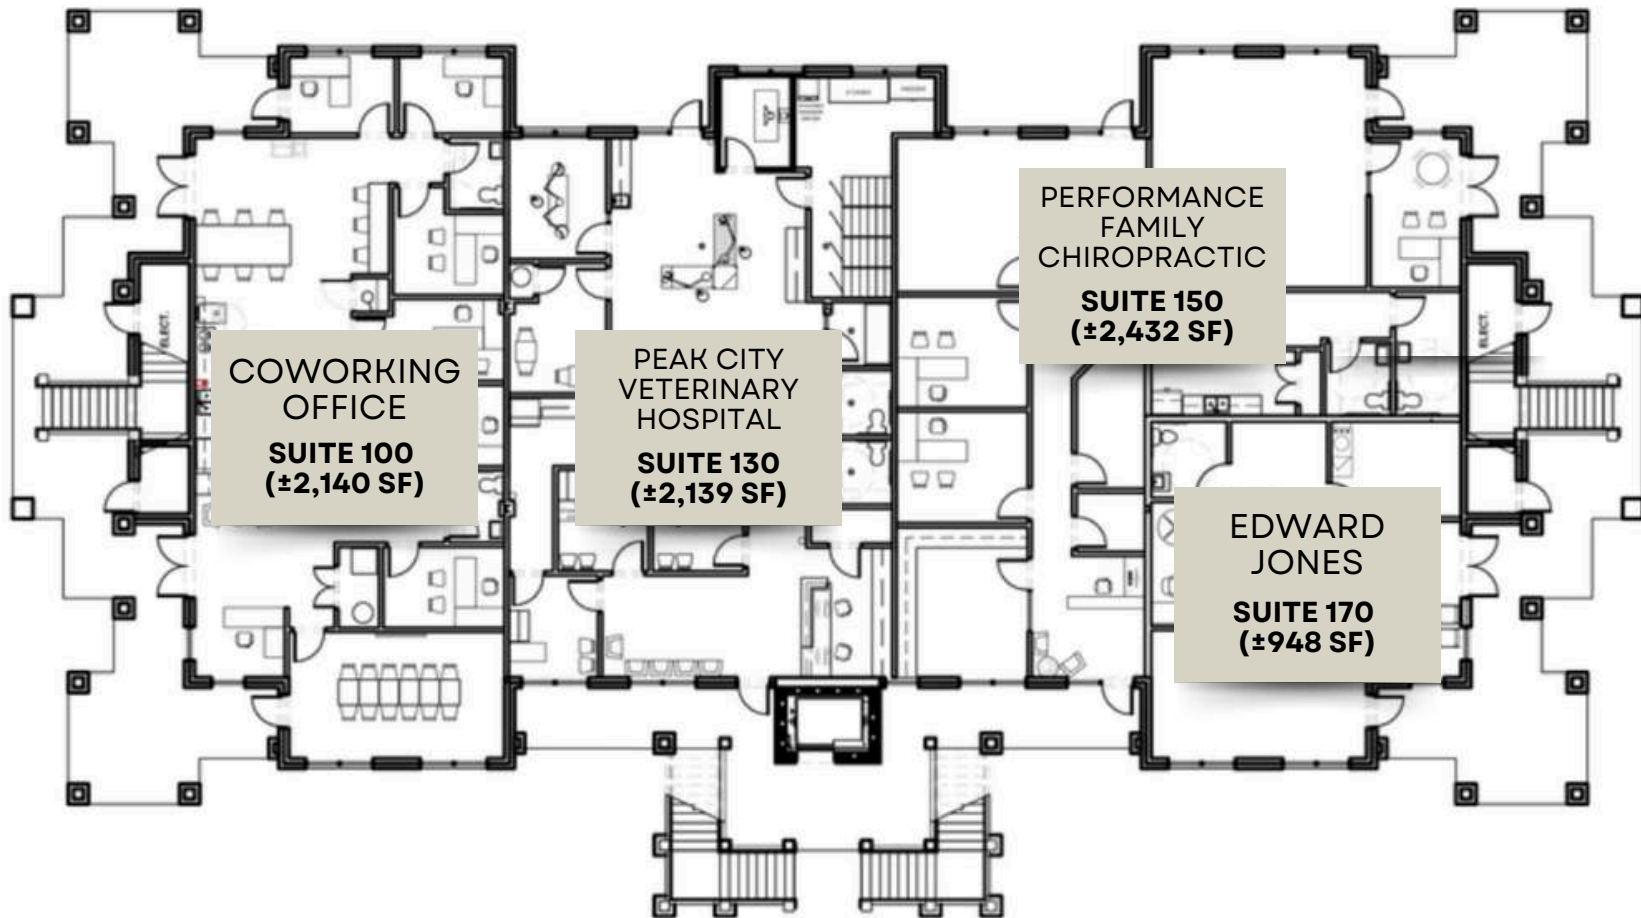 COWORKING
OFFICE
SUITE 100
(±2,140 SF)
PEAK CITY
VETERINARY
HOSPITAL
SUITE 130
(±2,139 SF)
PERFORMANCE
FAMILY
CHIROPRACTIC
SUITE 150
(±2,432 SF)
EDWARD
JONES
SUITE 170
(±948 SF)
ELECT.
ELECT.